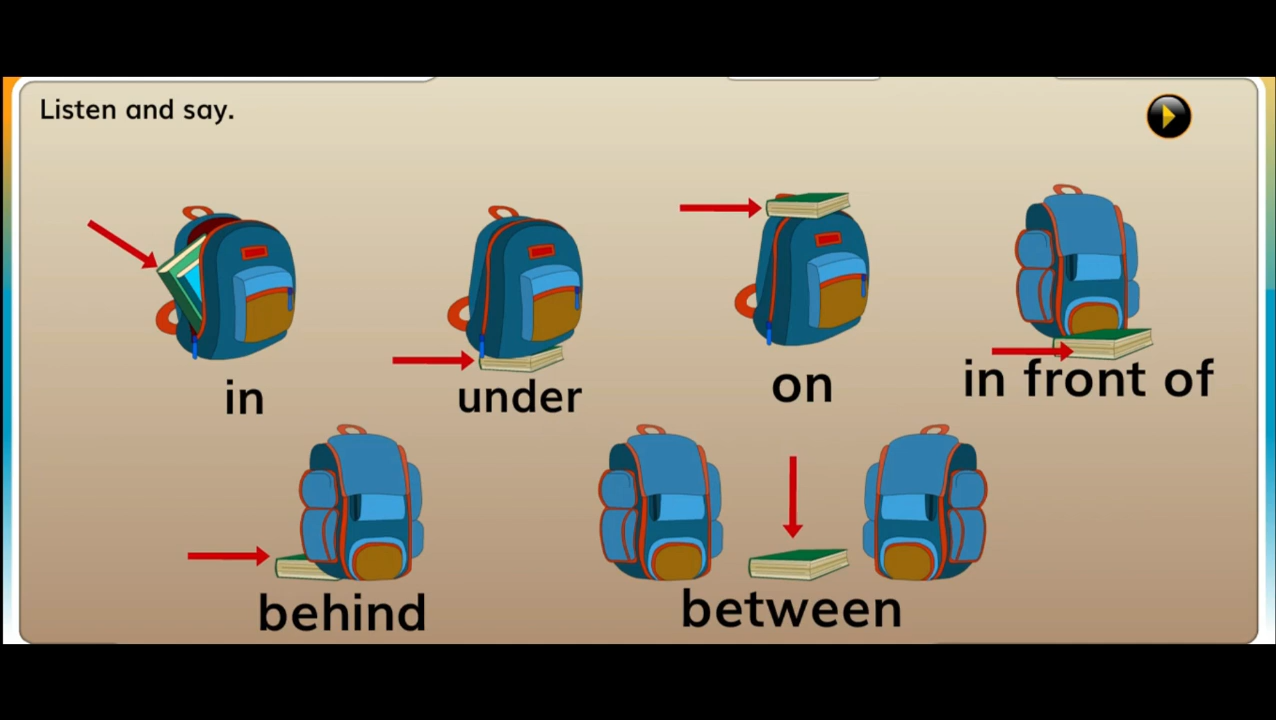 Listen and say.
in
under
on
in front of
behind
between